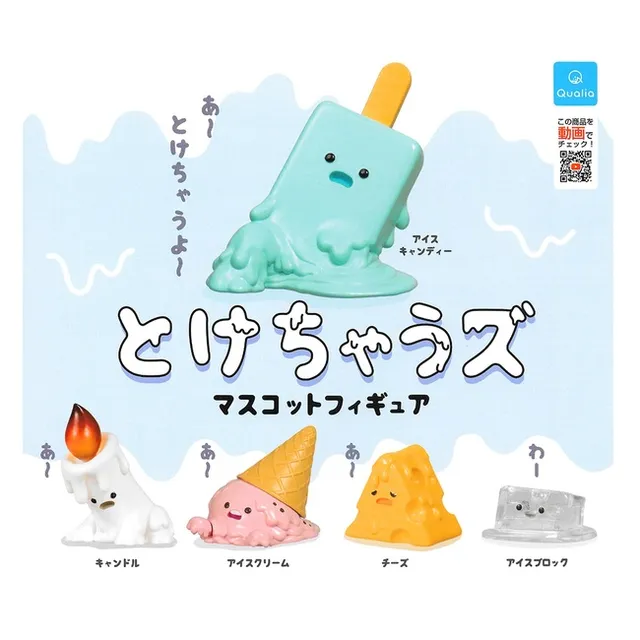 Qualia
この商品を
動画で
チェック！
あ〜
とけちゃうよ〜
アイス
キャンディー
とけちゃうズ
マスコットフィギュア
あ〜
あ〜
あ〜
わー
キャンドル
アイスクリーム
チーズ
アイスブロック